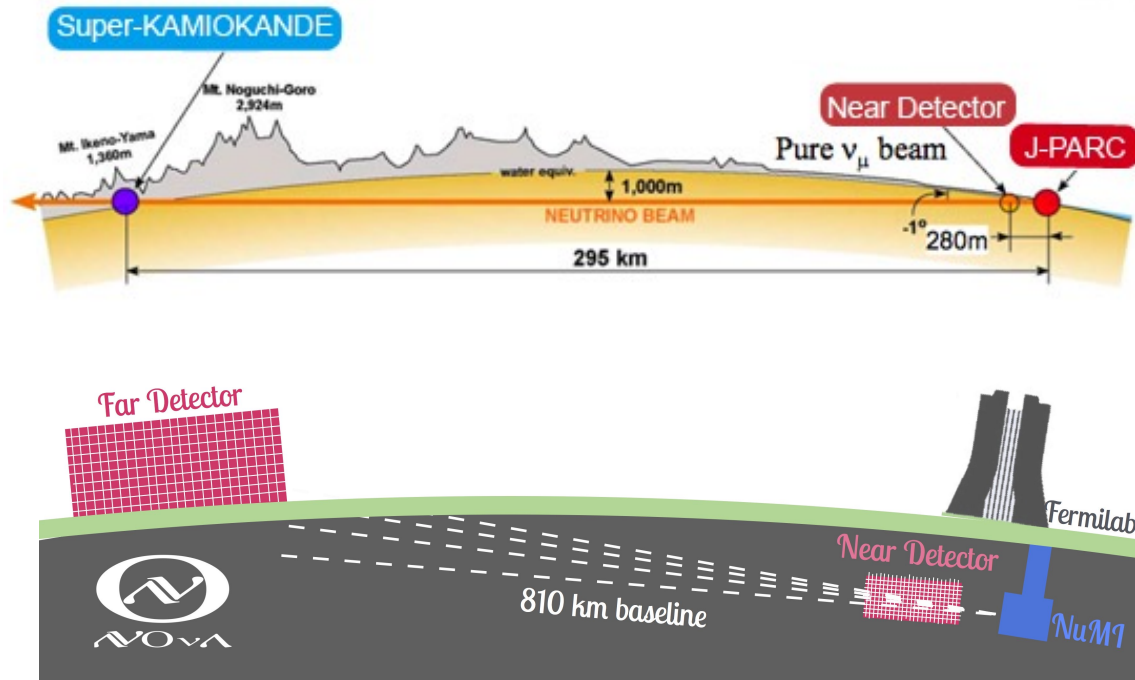 Super-KAMIOKANDE
Mt. Noguchi-Goro
2,924m
Mt. Ikeno-Yama
1,360m
Near Detector
J-PARC
Pure νμ beam
water equiv.
1,000m
NEUTRINO BEAM
-1°
280m
295 km
Far Detector
Fermilab
Near Detector
810 km baseline
NuMI
NOνA